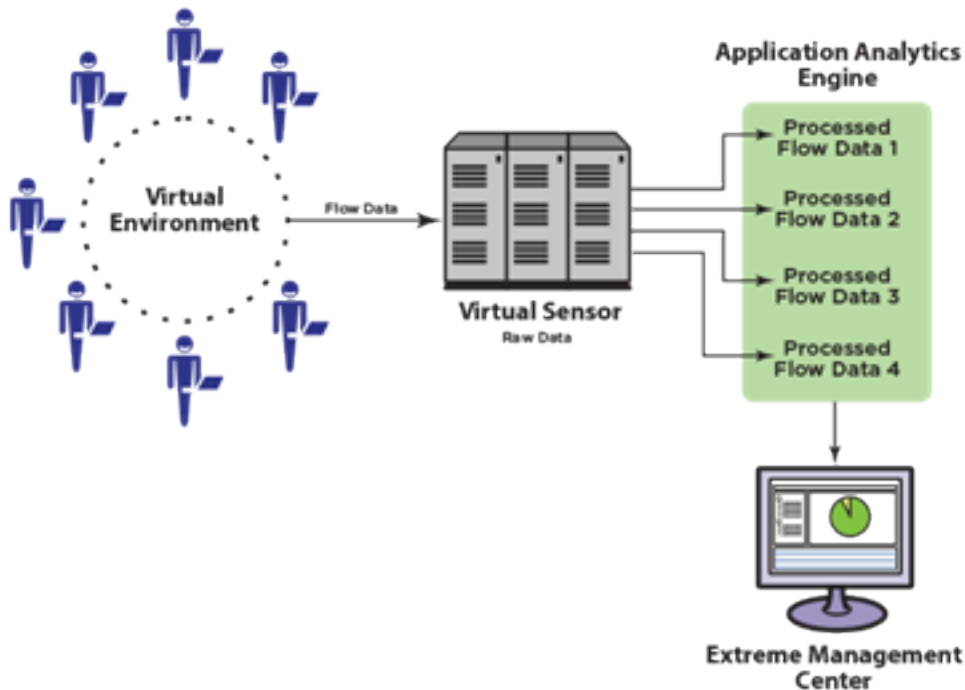 Application Analytics
Engine
Virtual
Environment
Flow Data
Virtual Sensor
Raw Data
Processed
Flow Data 1
Processed
Flow Data 2
Processed
Flow Data 3
Processed
Flow Data 4
Extreme Management
Center